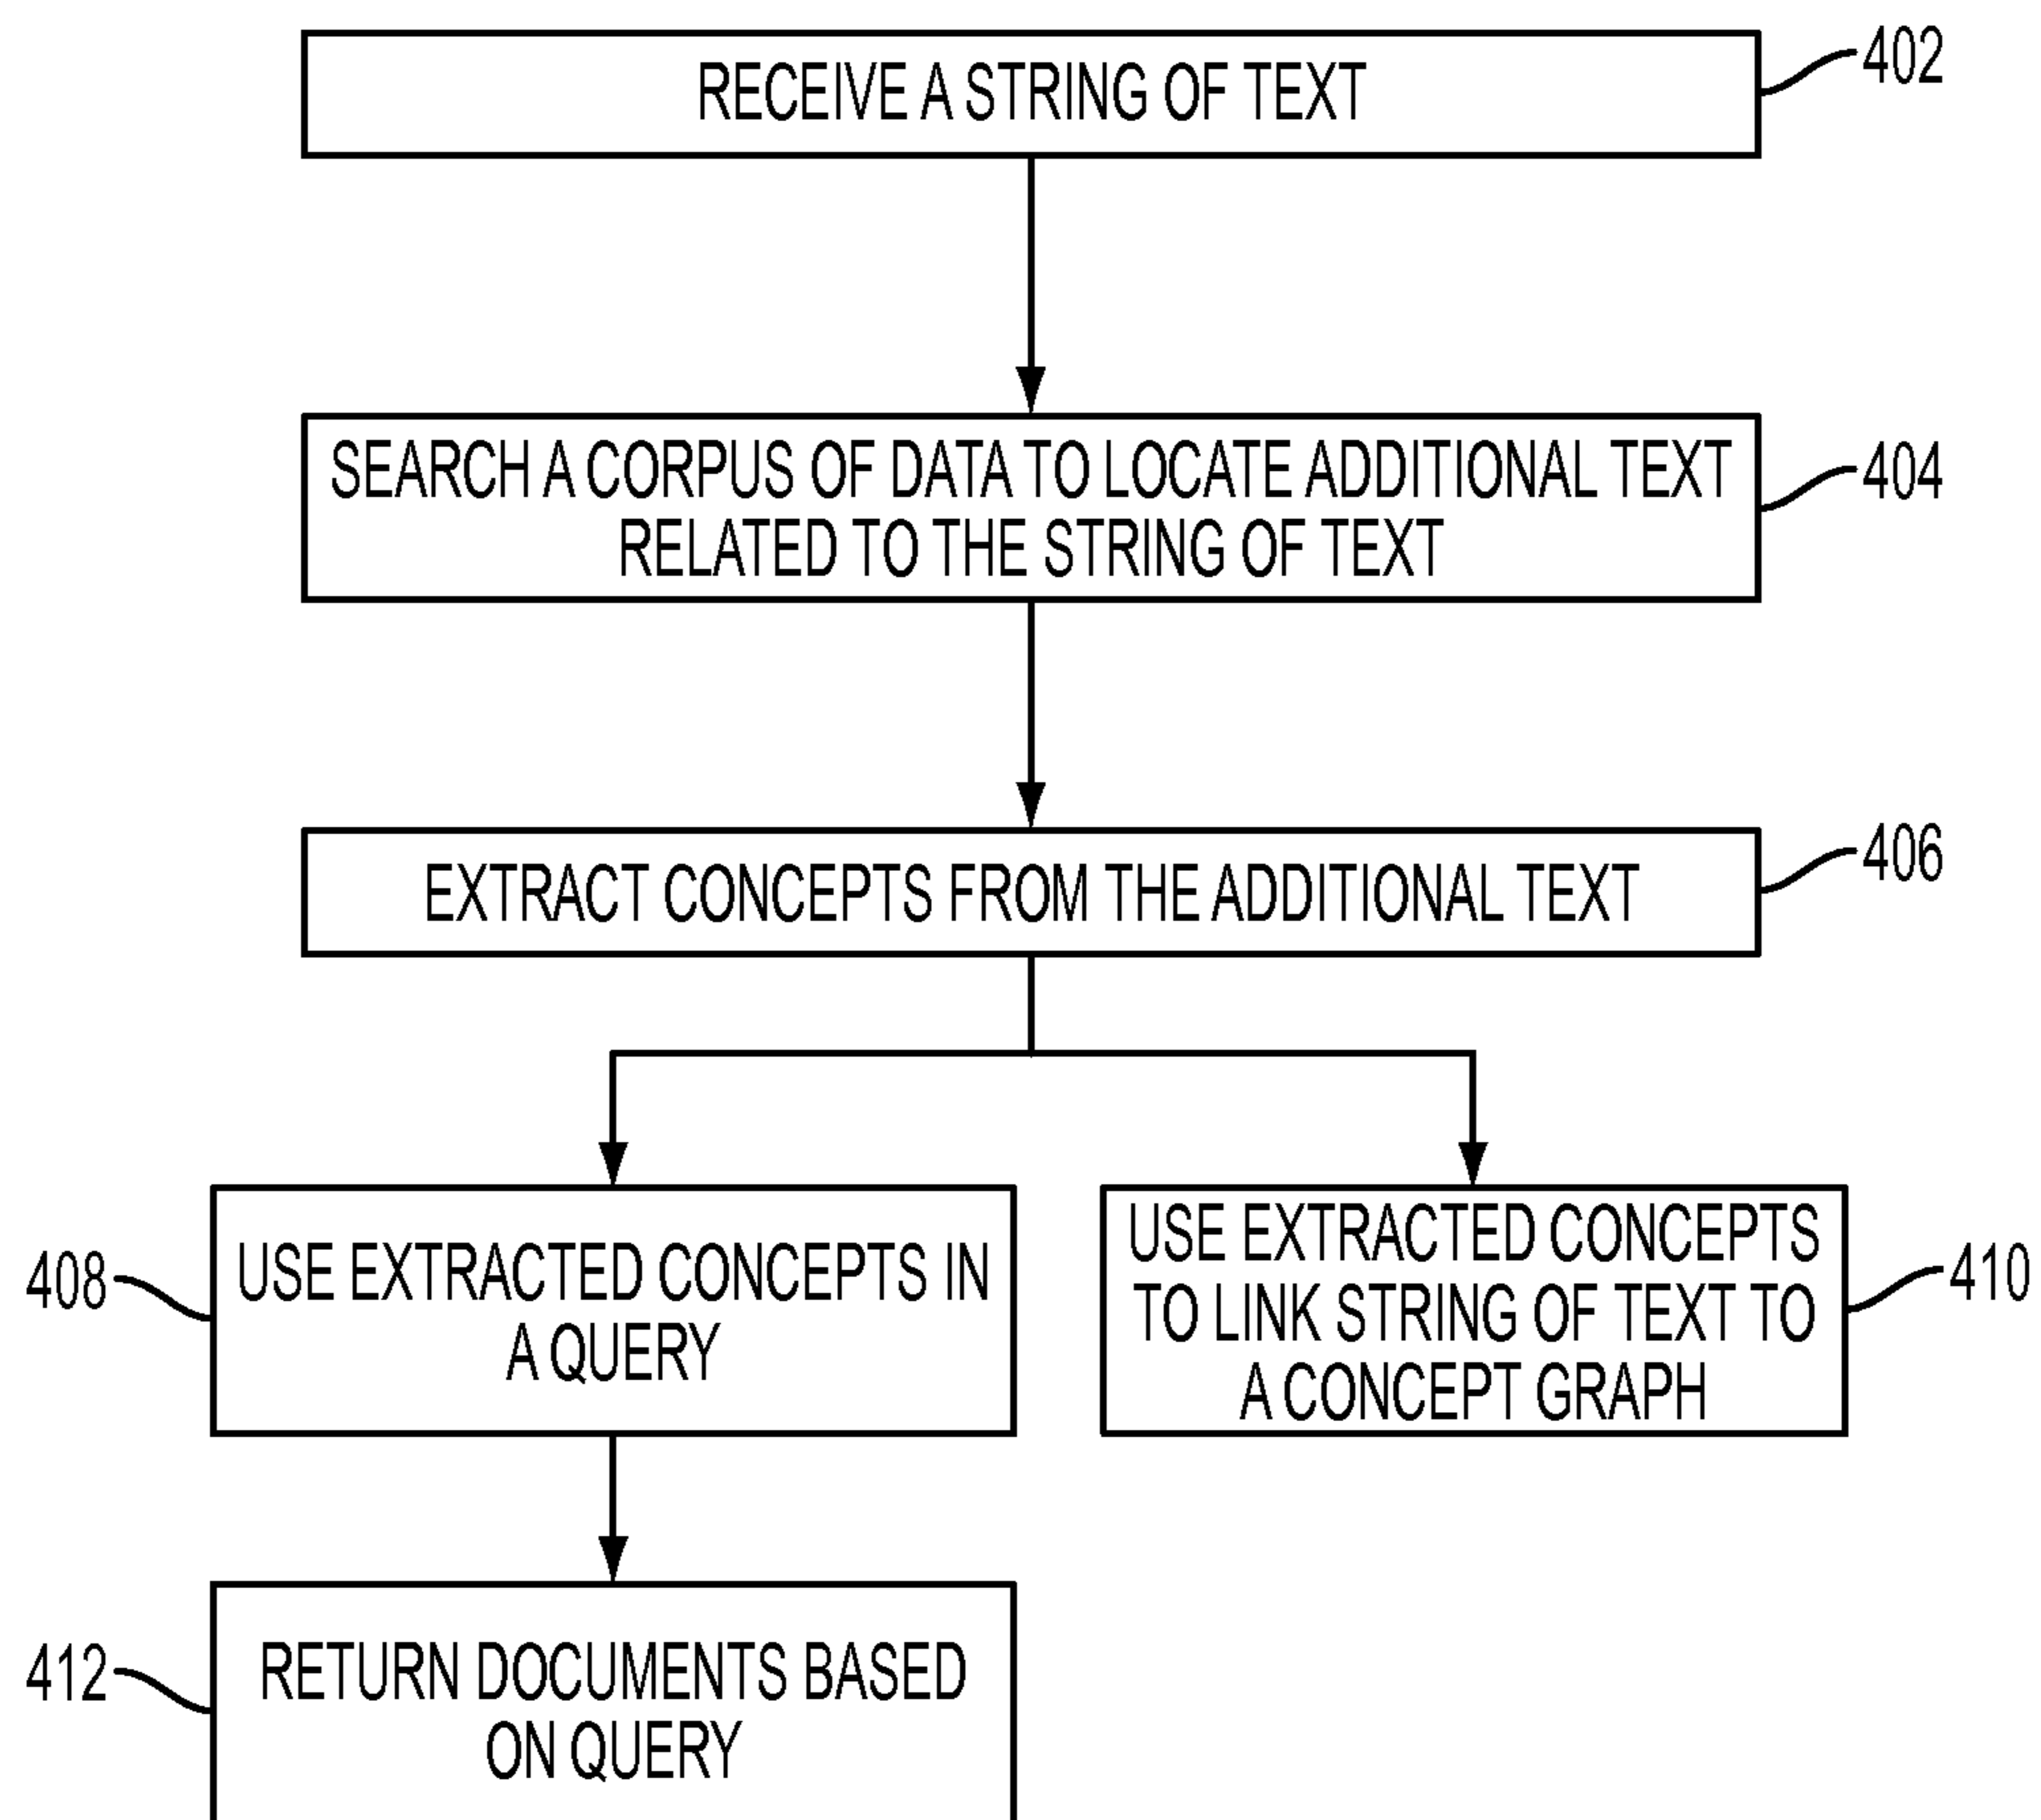 RECEIVE A STRING OF TEXT
402
SEARCH A CORPUS OF DATA TO LOCATE ADDITIONAL TEXT
RELATED TO THE STRING OF TEXT
404
EXTRACT CONCEPTS FROM THE ADDITIONAL TEXT
406
408
USE EXTRACTED CONCEPTS IN
A QUERY
USE EXTRACTED CONCEPTS
TO LINK STRING OF TEXT TO
A CONCEPT GRAPH
410
412
RETURN DOCUMENTS BASED
ON QUERY